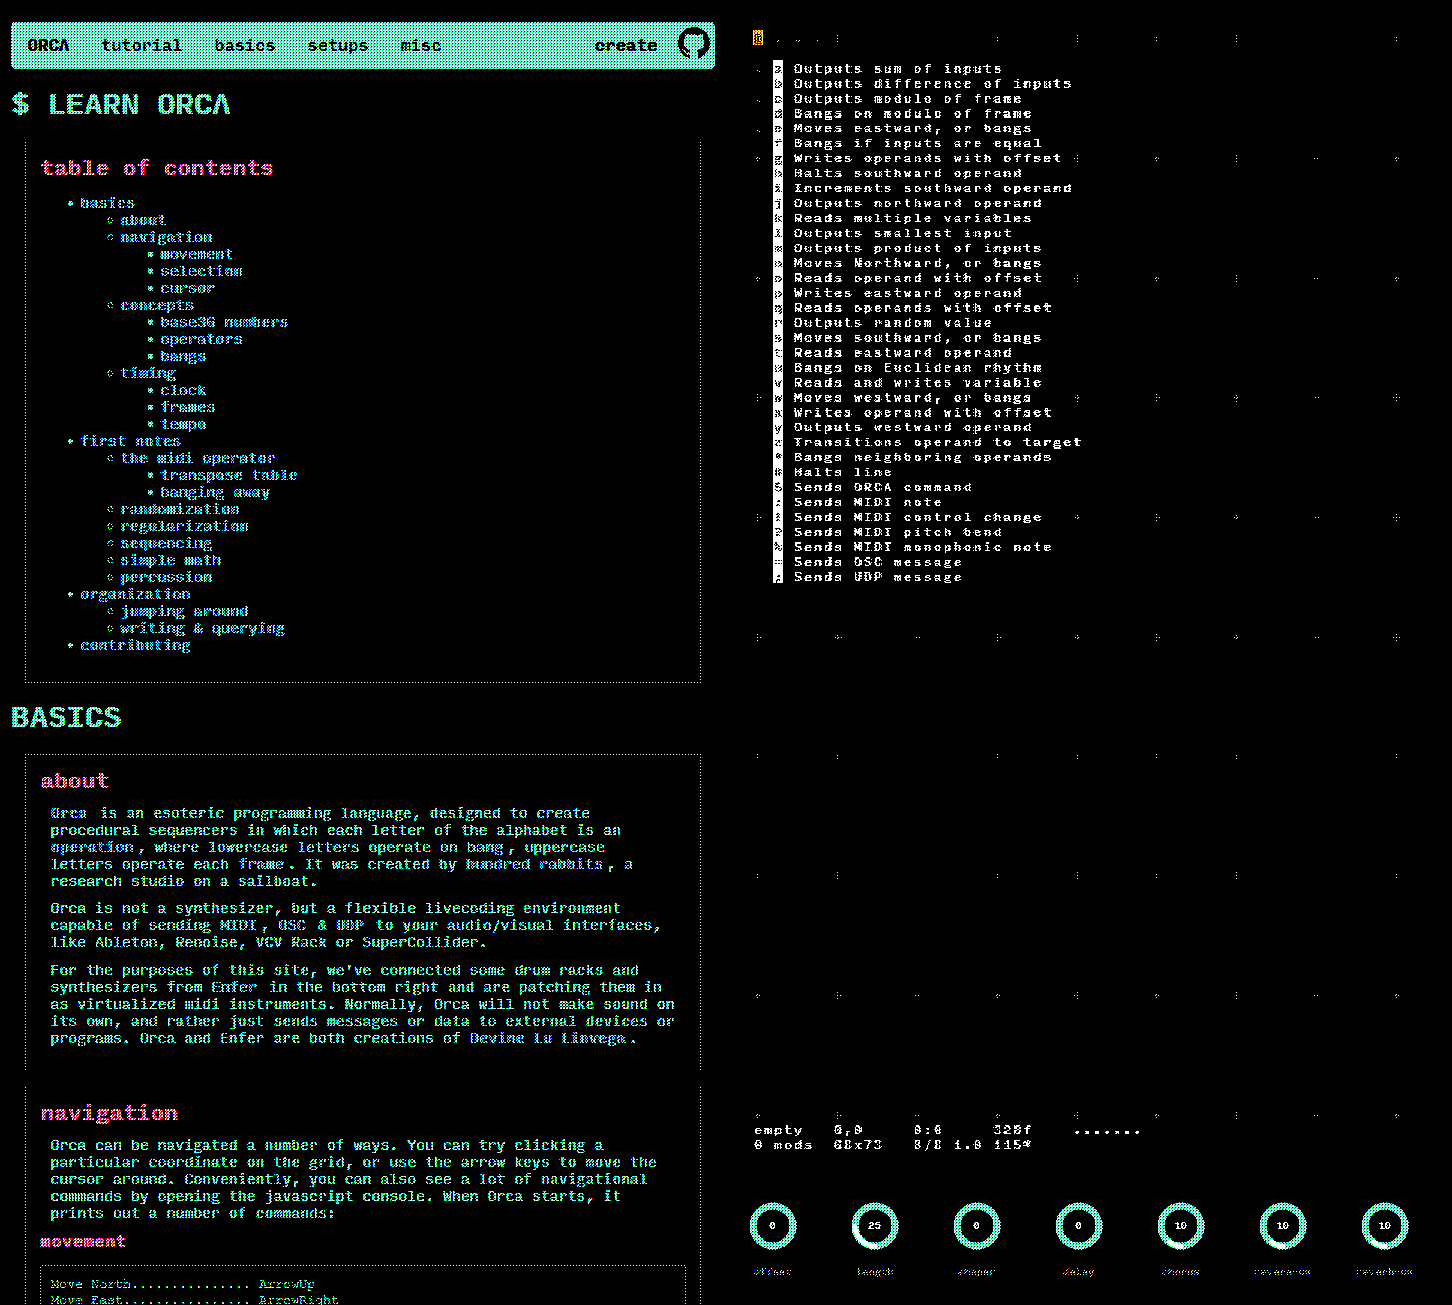 ORCΛ tutorial basics setups misc create
$ LEARN ORCΛ
table of contents
basics
about
navigation
movement
selection
cursor
concepts
base36 numbers
operators
bangs
timing
clock
frames
tempo
first notes
the midi operator
transpose table
banging away
randomization
regularization
sequencing
simple math
percussion
organization
jumping around
writing & querying
contributing
BASICS
about
Orca is an esoteric programming language, designed to create
procedural sequencers in which each letter of the alphabet is an
operation, where lowercase letters operate on bang, uppercase
letters operate each frame. It was created by hundred rabbits, a
research studio on a sailboat.
Orca is not a synthesizer, but a flexible livecoding environment
capable of sending MIDI, OSC & UDP to your audio/visual interfaces,
like Ableton, Renoise, VCV Rack or SuperCollider.
For the purposes of this site, we've connected some drum racks and
synthesizers from Enfer in the bottom right and are patching them in
as virtualized midi instruments. Normally, Orca will not make sound on
its own, and rather just sends messages or data to external devices or
programs. Orca and Enfer are both creations of Devine Lu Linvega.
navigation
Orca can be navigated a number of ways. You can try clicking a
particular coordinate on the grid, or use the arrow keys to move the
cursor around. Conveniently, you can also see a lot of navigational
commands by opening the javascript console. When Orca starts, it
prints out a number of commands:
movement
Move North............... ArrowUp
Move East................ ArrowRight
a Outputs sum of inputs
b Outputs difference of inputs
c Outputs modulo of frame
d Bangs on modulo of frame
e Moves eastward, or bangs
f Bangs if inputs are equal
g Writes operands with offset
h Halts southward operand
i Increments southward operand
j Outputs northward operand
k Reads multiple variables
l Outputs smallest input
m Outputs product of inputs
n Moves Northward, or bangs
o Reads operand with offset
p Writes eastward operand
q Reads operands with offset
r Outputs random value
s Moves southward, or bangs
t Reads eastward operand
u Bangs on Euclidean rhythm
v Reads and writes variable
w Moves westward, or bangs
x Writes operand with offset
y Outputs westward operand
z Transitions operand to target
* Bangs neighboring operands
# Halts line
$ Sends ORCA command
: Sends MIDI note
! Sends MIDI control change
? Sends MIDI pitch bend
% Sends MIDI monophonic note
= Sends OSC message
; Sends UDP message
empty 0,0 0:0 328f .......
0 mods 68x73 8/8 1.0 115*
0 25 0 0 10 10 10
offset length shaper delay chorus